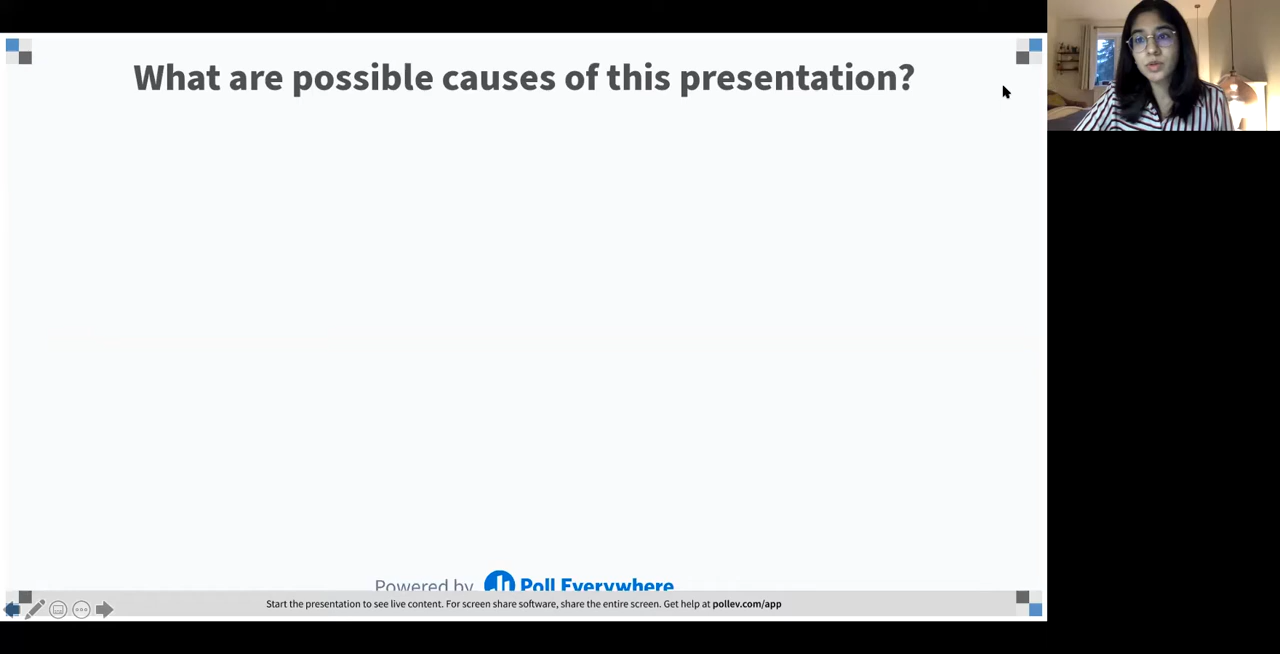 What are possible causes of this presentation?
Powered by Poll Everywhere
Start the presentation to see live content. For screen share software, share the entire screen. Get help at pollev.com/app